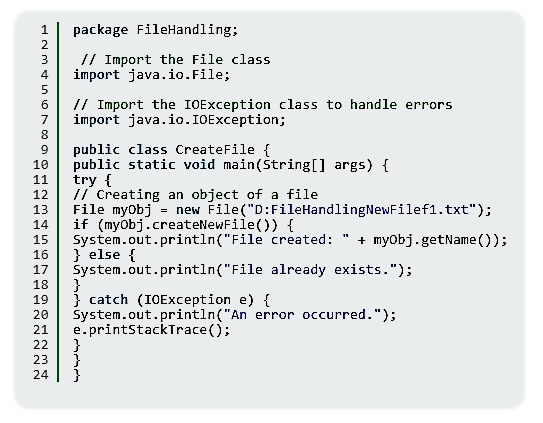 1 package FileHandling;
2
3 // Import the File class
4 import java.io.File;
5
6 // Import the IOException class to handle errors
7 import java.io.IOException;
8
9 public class CreateFile {
10 public static void main(String[] args) {
11 try {
12 // Creating an object of a file
13 File myObj = new File("D:FileHandlingNewFilef1.txt");
14 if (myObj.createNewFile()) {
15 System.out.println("File created: " + myObj.getName());
16 } else {
17 System.out.println("File already exists.");
18 }
19 } catch (IOException e) {
20 System.out.println("An error occurred.");
21 e.printStackTrace();
22 }
23 }
24 }